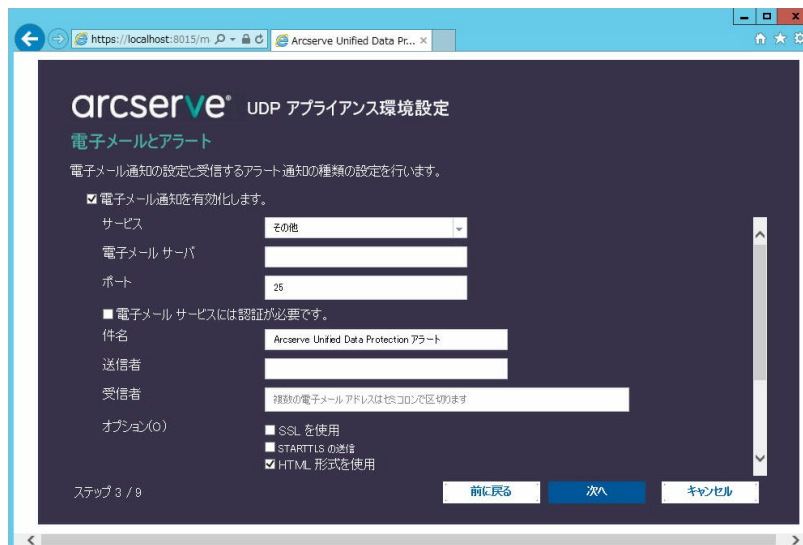 https://localhost:8015/m
Arcserve Unified Data Pr...
arcserve® UDP アプライアンス環境設定
電子メールとアラート
電子メール通知の設定と受信するアラート通知の種類の設定を行います。
電子メール通知を有効化します。
サービス その他
電子メール サーバ
ポート 25
電子メール サービスには認証が必要です。
件名 Arcserve Unified Data Protection アラート
送信者
受信者 複数の電子メール アドレスはセミコロンで区切ります
オプション(O) SSL を使用
STARTTLS の送信
HTML 形式を使用
ステップ 3 / 9 前に戻る 次へ キャンセル